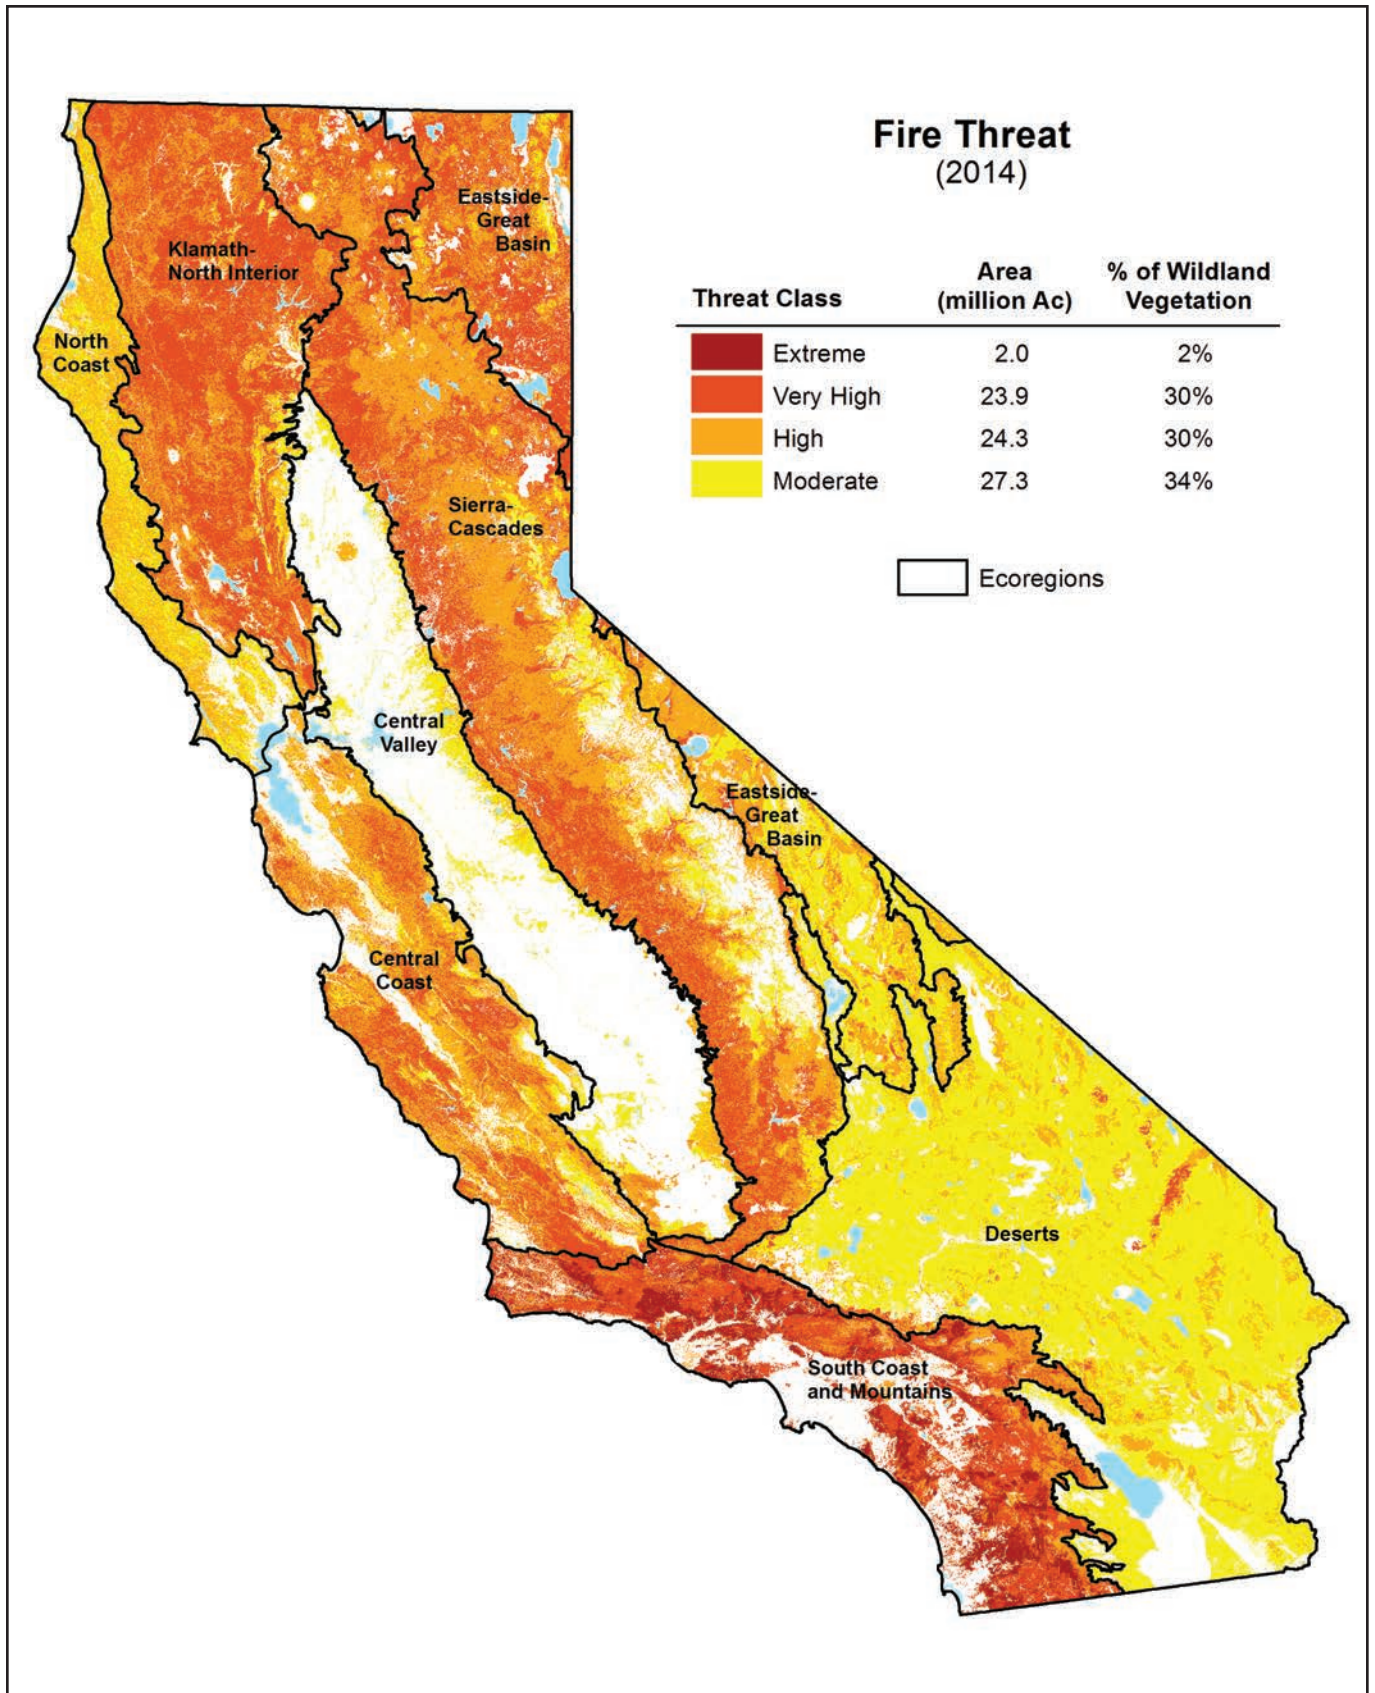 Fire Threat
(2014)
Area
(million Ac)
% of Wildland
Vegetation
Threat Class
Extreme 2.0 2%
Very High 23.9 30%
High 24.3 30%
Moderate 27.3 34%
Ecoregions
Eastside-
Great
Basin
Klamath-
North Interior
North
Coast
Sierra-
Cascades
Central
Valley
Eastside-
Great
Basin
Central
Coast
Deserts
South Coast
and Mountains